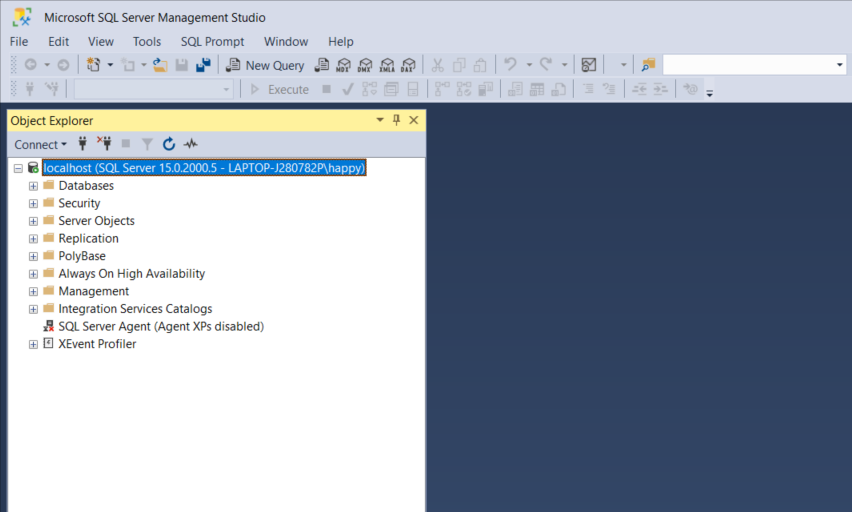 Microsoft SQL Server Management Studio
File Edit View Tools SQL Prompt Window Help
New Query MDX DMX XMLA DAX
Execute
Object Explorer
Connect
localhost (SQL Server 15.0.2000.5 - LAPTOP-J280782P\happy)
Databases
Security
Server Objects
Replication
PolyBase
Always On High Availability
Management
Integration Services Catalogs
SQL Server Agent (Agent XPs disabled)
XEvent Profiler